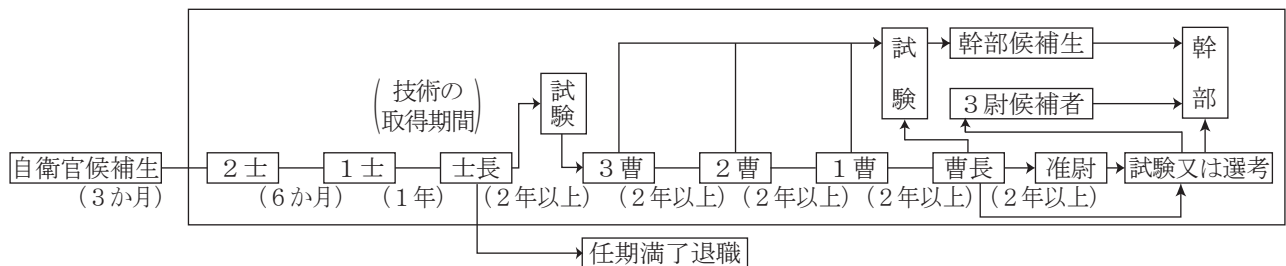 試験
幹部候補生
幹部
(技術の取得期間)
試験
3尉候補者
自衛官候補生
2士
1士
士長
3曹
2曹
1曹
曹長
准尉
試験又は選考
(3か月)
(6か月)
(1年)
(2年以上)
(2年以上)
(2年以上)
(2年以上)
(2年以上)
任期満了退職